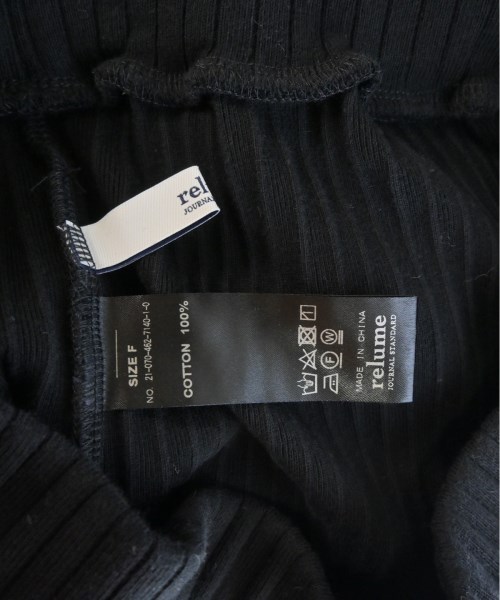 rel
JOURNA
SIZE F
NO. 21-070-462-7140-1-0
COTTON 100%
MADE IN CHINA
relume
JOURNAL STANDARD